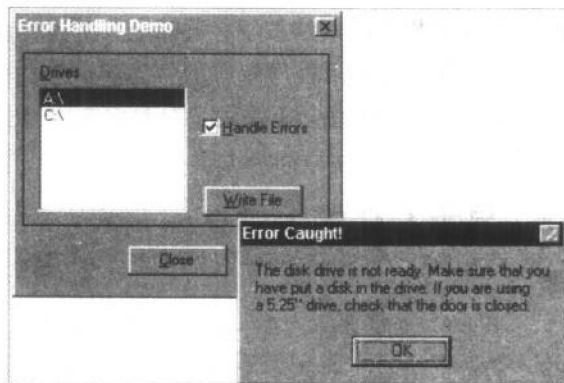 Error Handling Demo
Drives
A:\
C:\
Handle Errors
Write File
Close
Error Caught!
The disk drive is not ready. Make sure that you
have put a disk in the drive. If you are using
a 5.25" drive, check that the door is closed.
OK